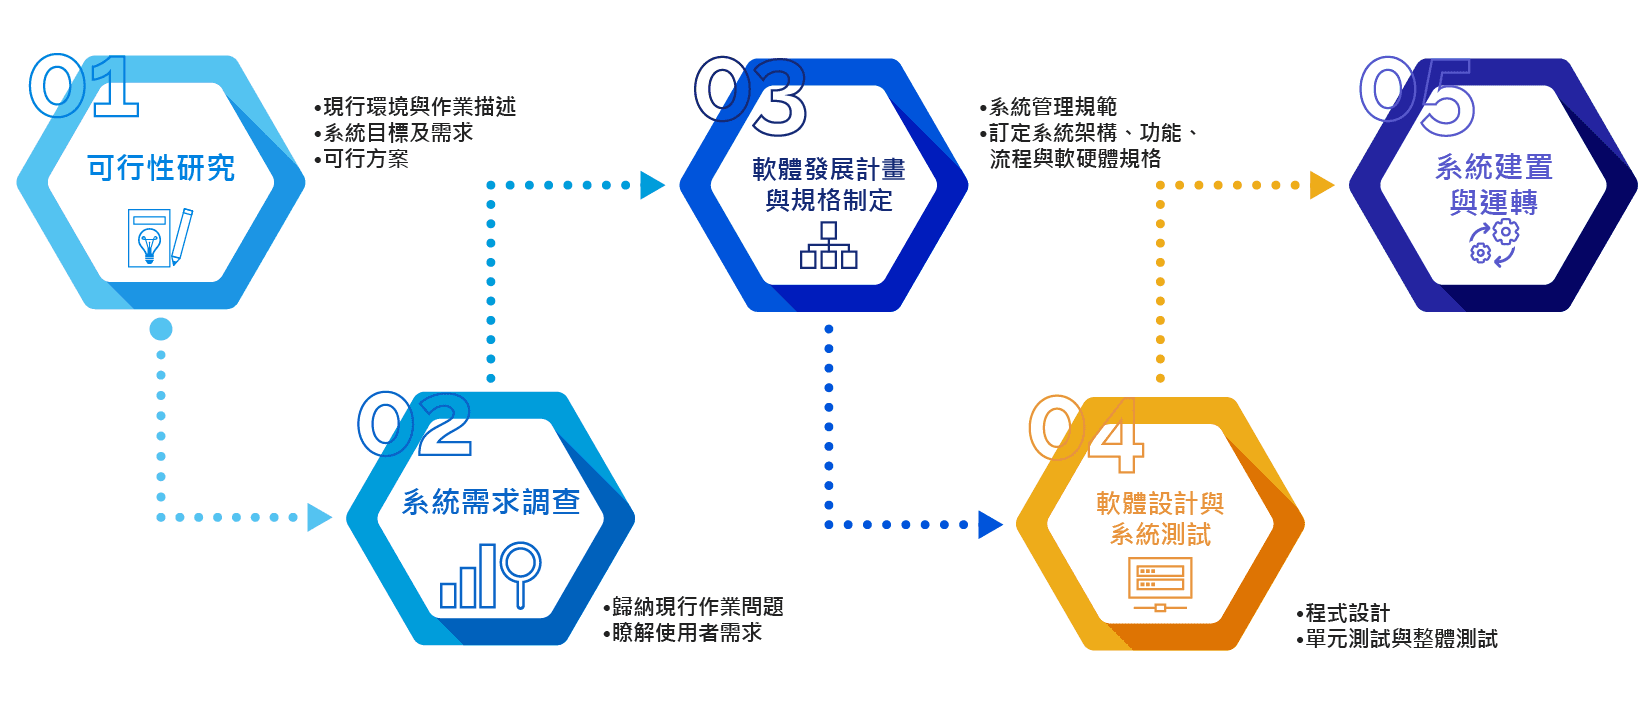 01
可行性研究
•現行環境與作業描述
•系統目標及需求
•可行方案
02
系統需求調查
•歸納現行作業問題
•瞭解使用者需求
03
軟體發展計畫
與規格制定
•系統管理規範
•訂定系統架構、功能、
流程與軟硬體規格
04
軟體設計與
系統測試
•程式設計
•單元測試與整體測試
05
系統建置
與運轉